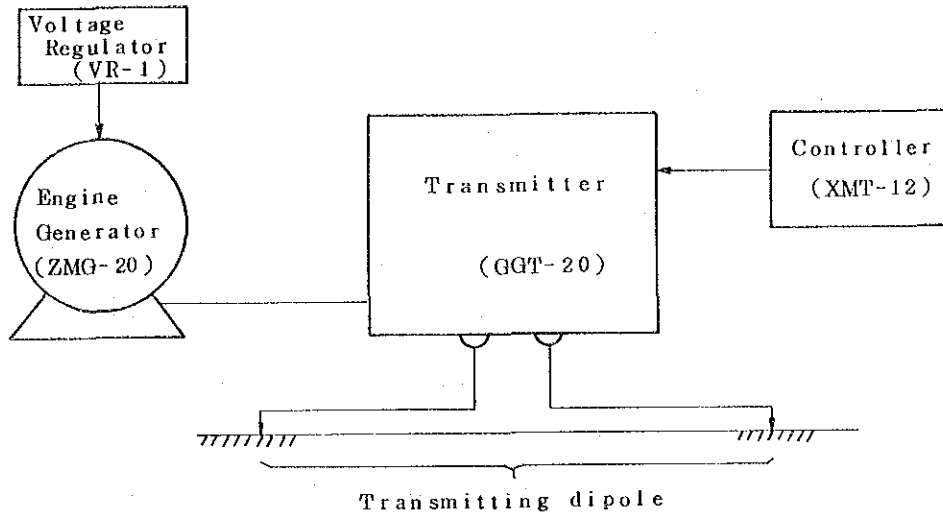 Voltage
Regulator
(VR-1)
Engine
Generator
(ZMG-20)
Transmitter
(GGT-20)
Controller
(XMT-12)
Transmitting dipole